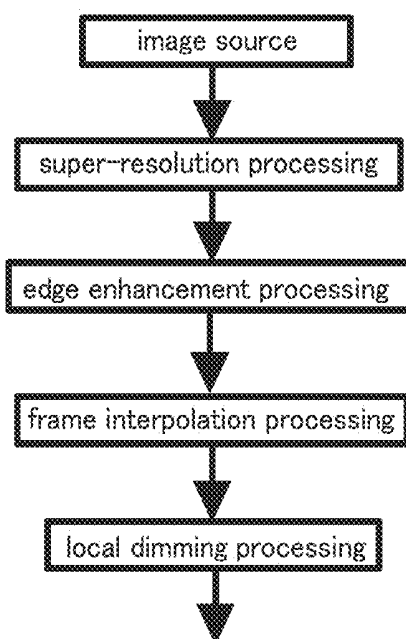 image source
super-resolution processing
edge enhancement processing
frame interpolation processing
local dimming processing